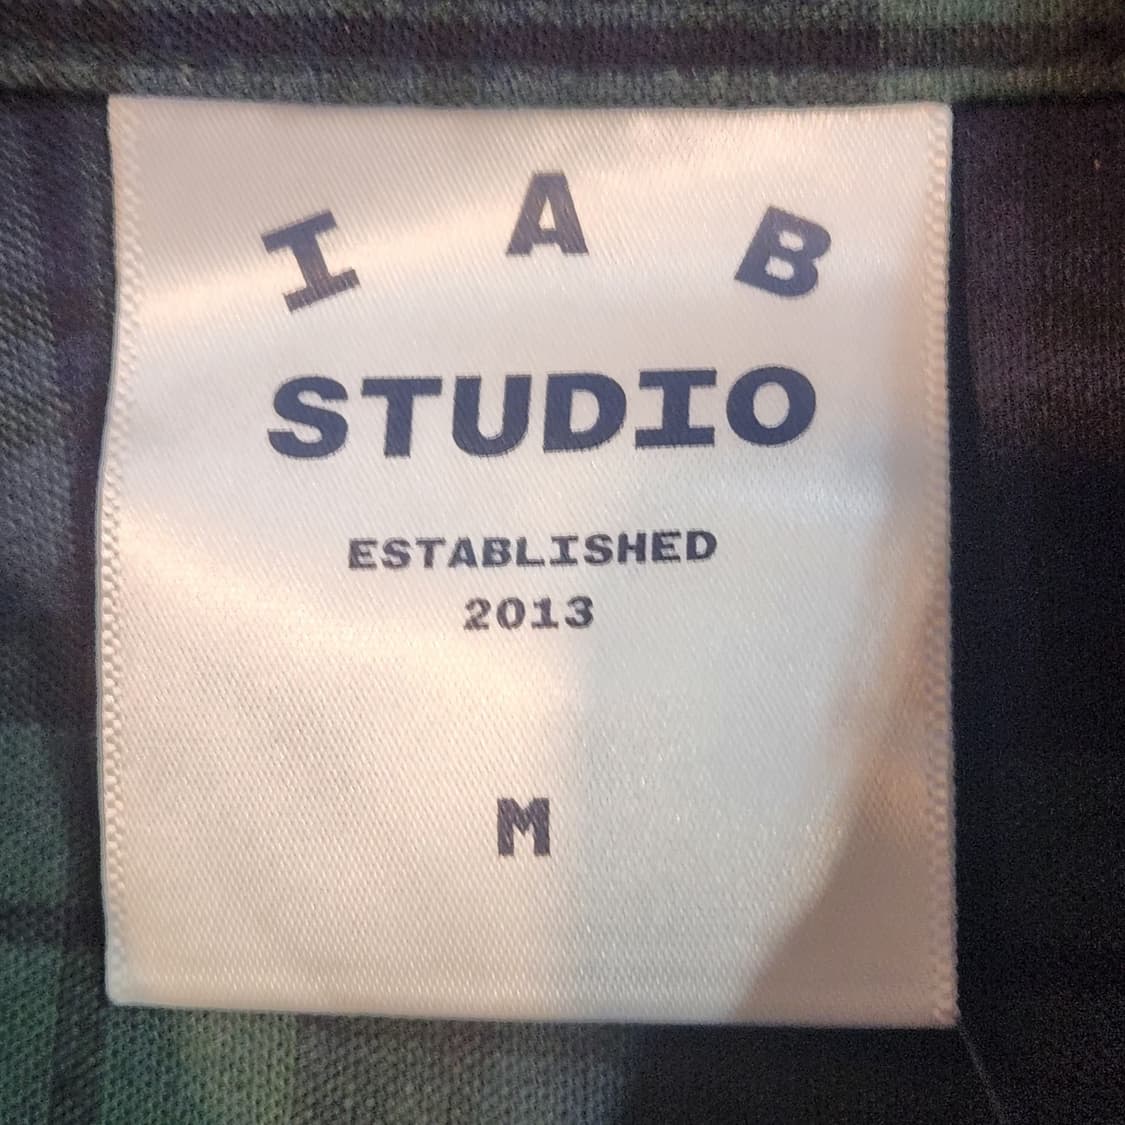 I A B
STUDIO
ESTABLISHED
2013
M